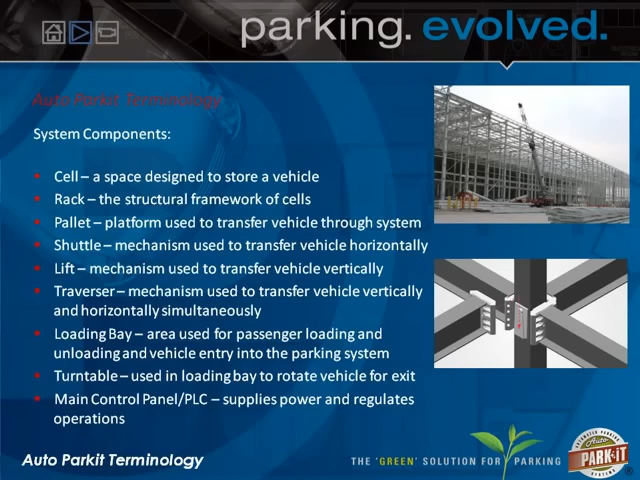 parking. evolved.
Auto Parkit Terminology
System Components:
Cell – a space designed to store a vehicle
Rack – the structural framework of cells
Pallet – platform used to transfer vehicle through system
Shuttle – mechanism used to transfer vehicle horizontally
Lift – mechanism used to transfer vehicle vertically
Traverser – mechanism used to transfer vehicle vertically
and horizontally simultaneously
Loading Bay – area used for passenger loading and
unloading and vehicle entry into the parking system
Turntable – used in loading bay to rotate vehicle for exit
Main Control Panel/PLC – supplies power and regulates
operations
Auto Parkit Terminology
THE 'GREEN' SOLUTION FOR PARKING
AUTOMATED PARKING
Auto
PARKIT
SYSTEMS
®